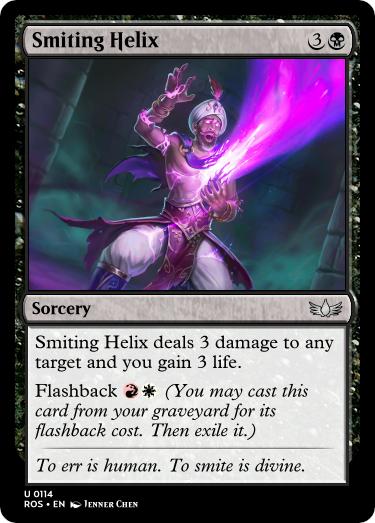 Smiting Helix 3
Sorcery
Smiting Helix deals 3 damage to any
target and you gain 3 life.
Flashback (You may cast this
card from your graveyard for its
flashback cost. Then exile it.)
To err is human. To smite is divine.
U 0114
ROS • EN Jenner Chen